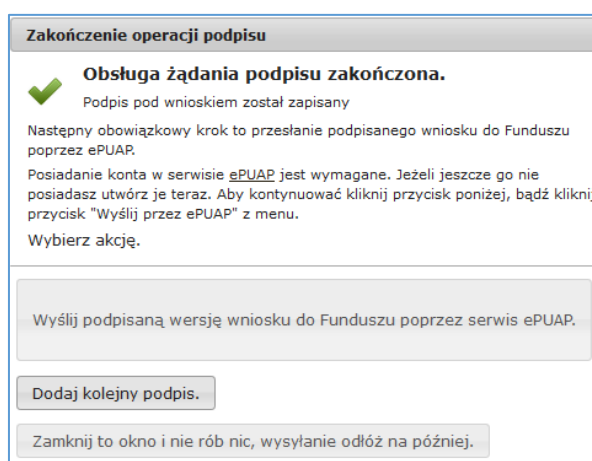 Zakończenie operacji podpisu
Obsługa żądania podpisu zakończona.
Podpis pod wnioskiem został zapisany
Następny obowiązkowy krok to przesłanie podpisanego wniosku do Funduszu
poprzez ePUAP.
Posiadanie konta w serwisie ePUAP jest wymagane. Jeżeli jeszcze go nie
posiadasz utwórz je teraz. Aby kontynuować kliknij przycisk poniżej, bądź kliknij
przycisk "Wyślij przez ePUAP" z menu.
Wybierz akcję.
Wyślij podpisaną wersję wniosku do Funduszu poprzez serwis ePUAP.
Dodaj kolejny podpis.
Zamknij to okno i nie rób nic, wysyłanie odłóż na później.